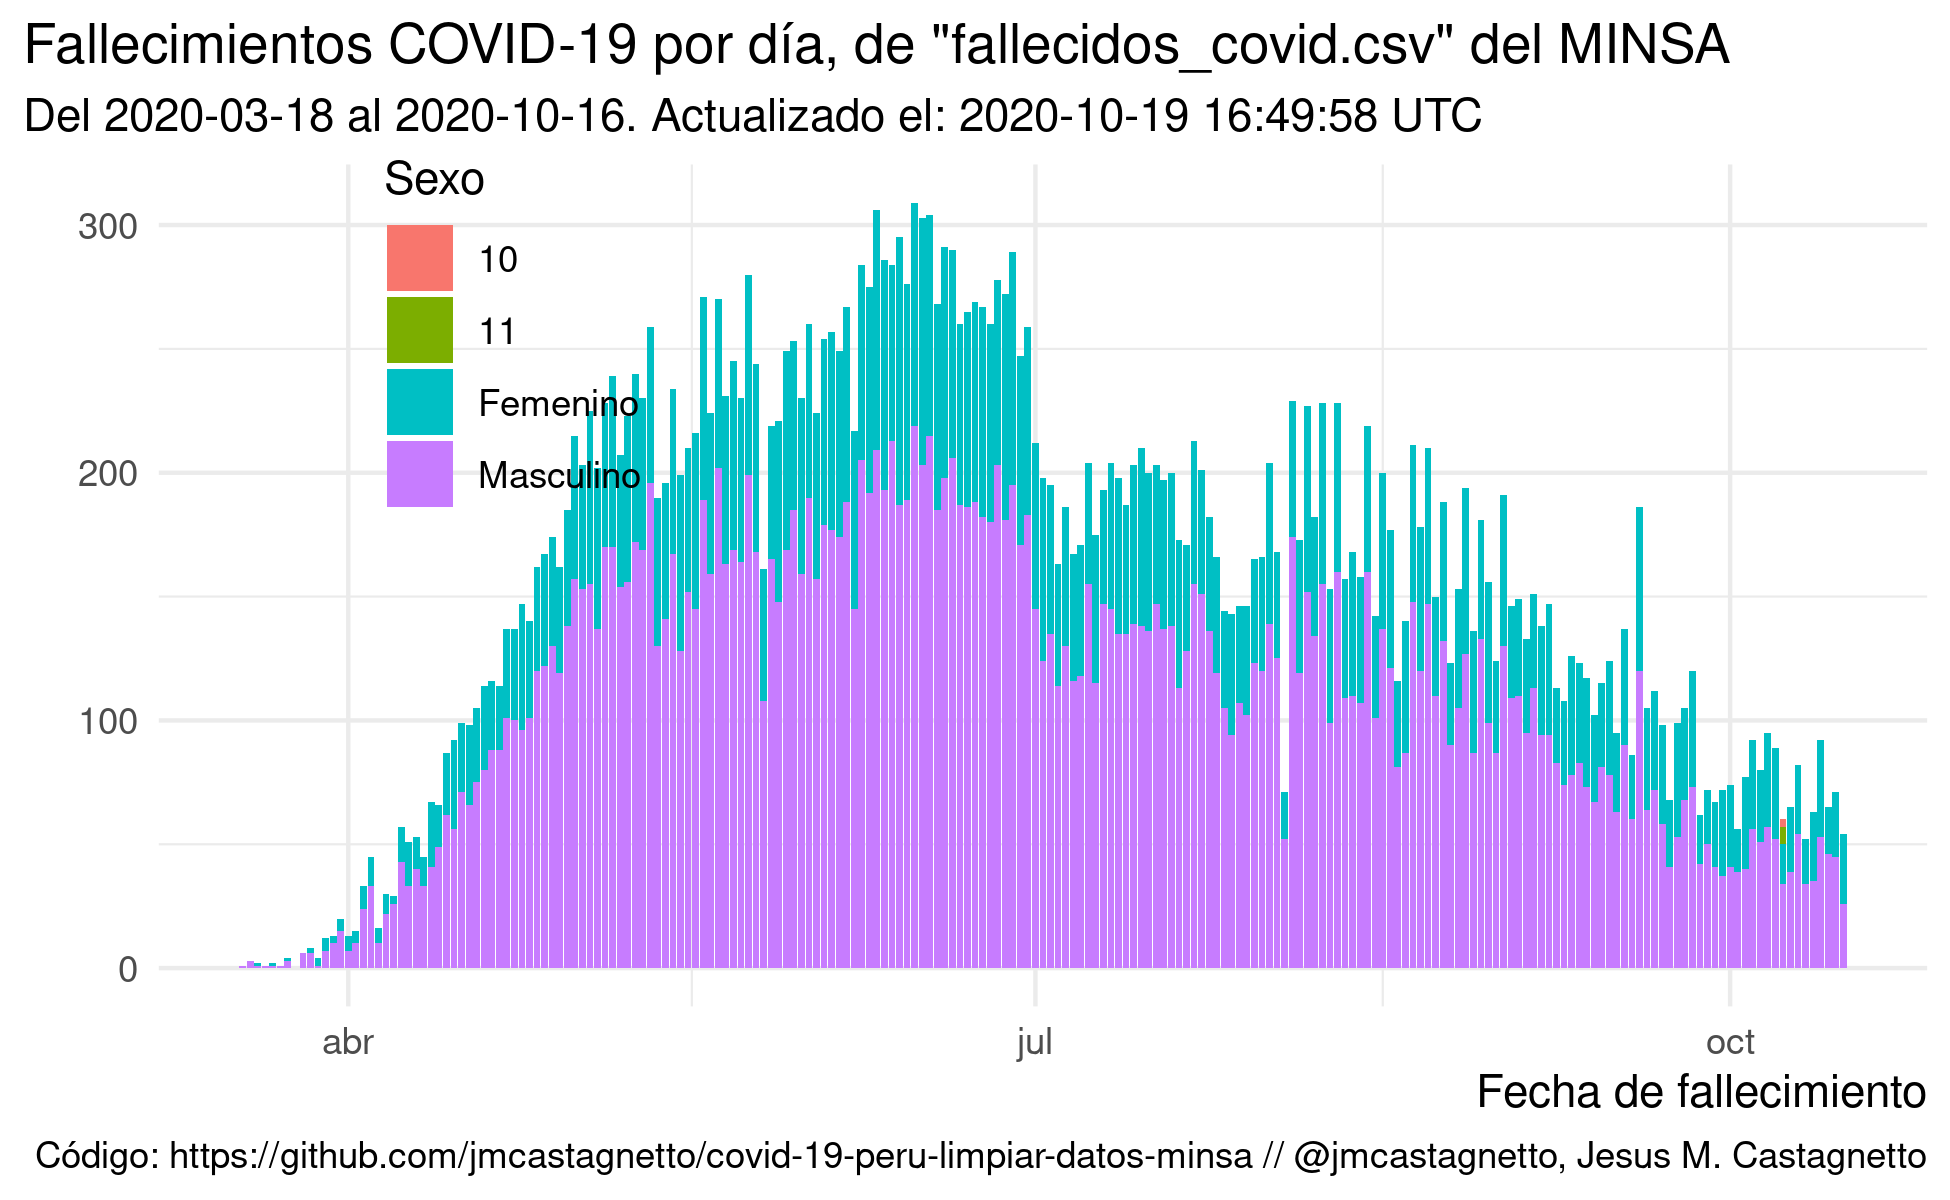 Fallecimientos COVID-19 por día, de "fallecidos_covid.csv" del MINSA
Del 2020-03-18 al 2020-10-16. Actualizado el: 2020-10-19 16:49:58 UTC
Sexo
10
11
Femenino
Masculino
300
200
100
0
abr jul oct
Fecha de fallecimiento
Código: https://github.com/jmcastagnetto/covid-19-peru-limpiar-datos-minsa // @jmcastagnetto, Jesus M. Castagnetto